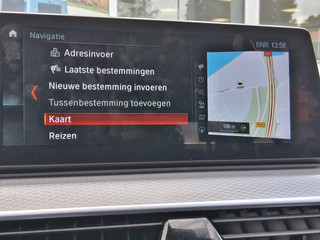 Navigatie
BNR 13:58
Adresinvoer
Laatste bestemmingen
Nieuwe bestemming invoeren
Tussenbestemming toevoegen
Kaart
Reizen
100 m